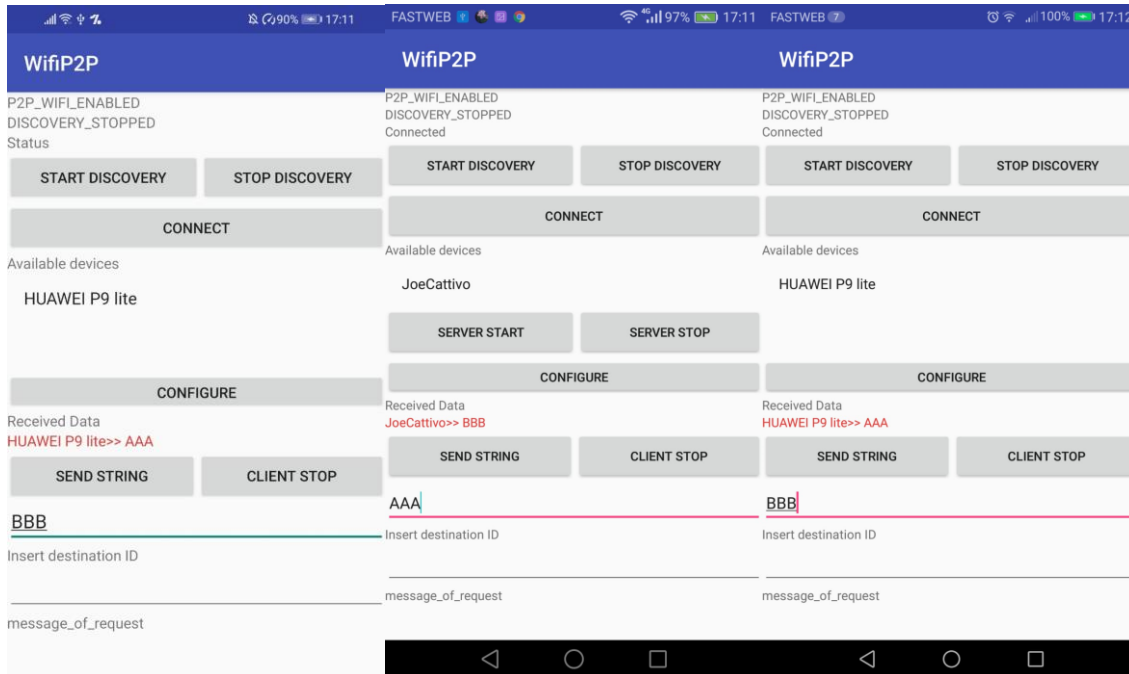 90% 17:11
WifiP2P
P2P_WIFI_ENABLED
DISCOVERY_STOPPED
Status
START DISCOVERY STOP DISCOVERY
CONNECT
Available devices
HUAWEI P9 lite
CONFIGURE
Received Data
HUAWEI P9 lite>> AAA
SEND STRING CLIENT STOP
BBB
Insert destination ID
message_of_request
FASTWEB 4G 97% 17:11
WifiP2P
P2P_WIFI_ENABLED
DISCOVERY_STOPPED
Connected
START DISCOVERY STOP DISCOVERY
CONNECT
Available devices
JoeCattivo
SERVER START SERVER STOP
CONFIGURE
Received Data
JoeCattivo>> BBB
SEND STRING CLIENT STOP
AAA
Insert destination ID
message_of_request
FASTWEB 7 100% 17:12
WifiP2P
P2P_WIFI_ENABLED
DISCOVERY_STOPPED
Connected
START DISCOVERY STOP DISCOVERY
CONNECT
Available devices
HUAWEI P9 lite
CONFIGURE
Received Data
HUAWEI P9 lite>> AAA
SEND STRING CLIENT STOP
BBB
Insert destination ID
message_of_request